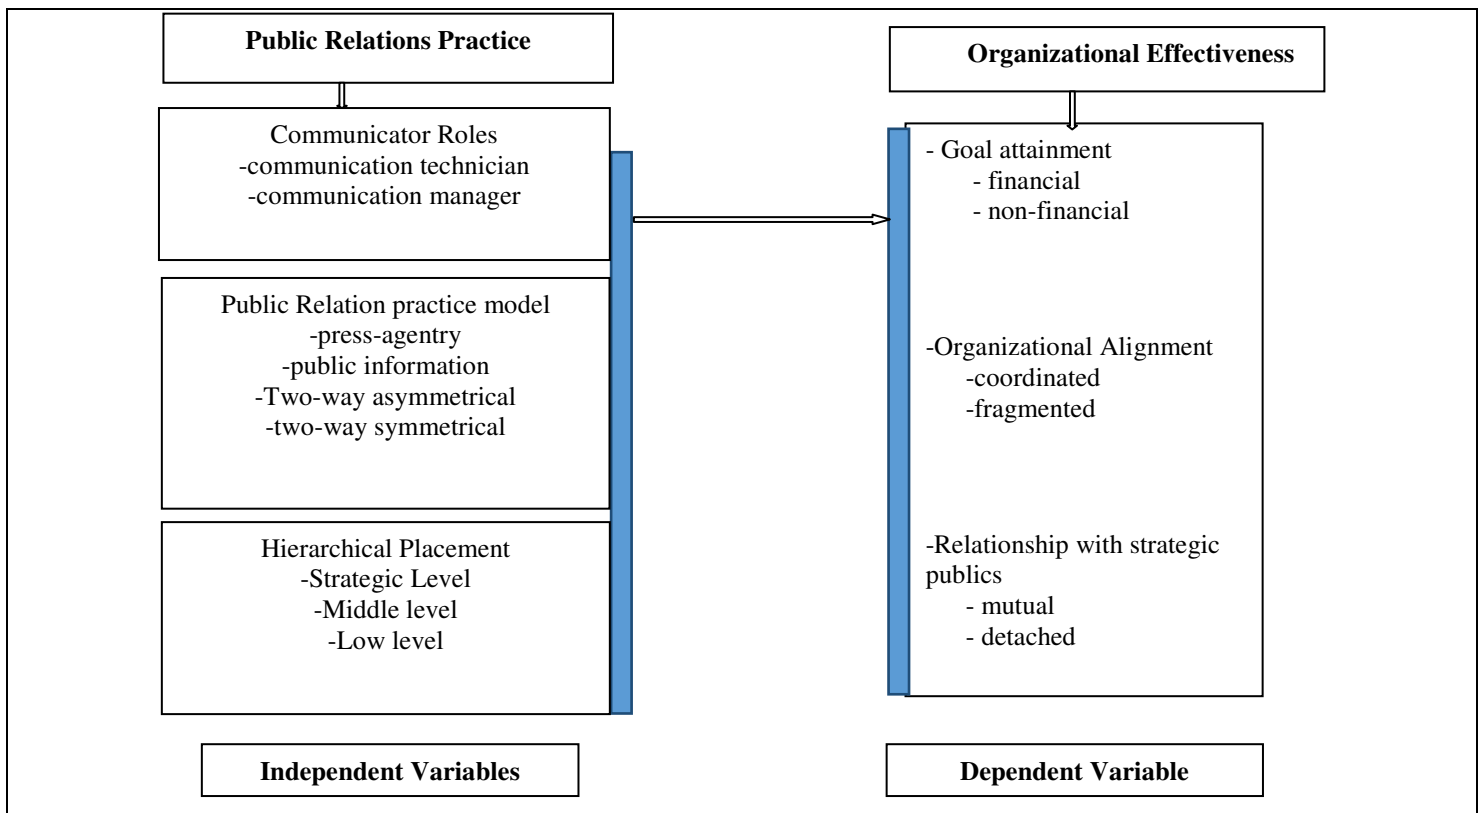 Public Relations Practice
Communicator Roles
-communication technician
-communication manager
Public Relation practice model
-press-agentry
-public information
-Two-way asymmetrical
-two-way symmetrical
Hierarchical Placement
-Strategic Level
-Middle level
-Low level
Independent Variables
Organizational Effectiveness
- Goal attainment
- financial
- non-financial
-Organizational Alignment
-coordinated
-fragmented
-Relationship with strategic
publics
- mutual
- detached
Dependent Variable